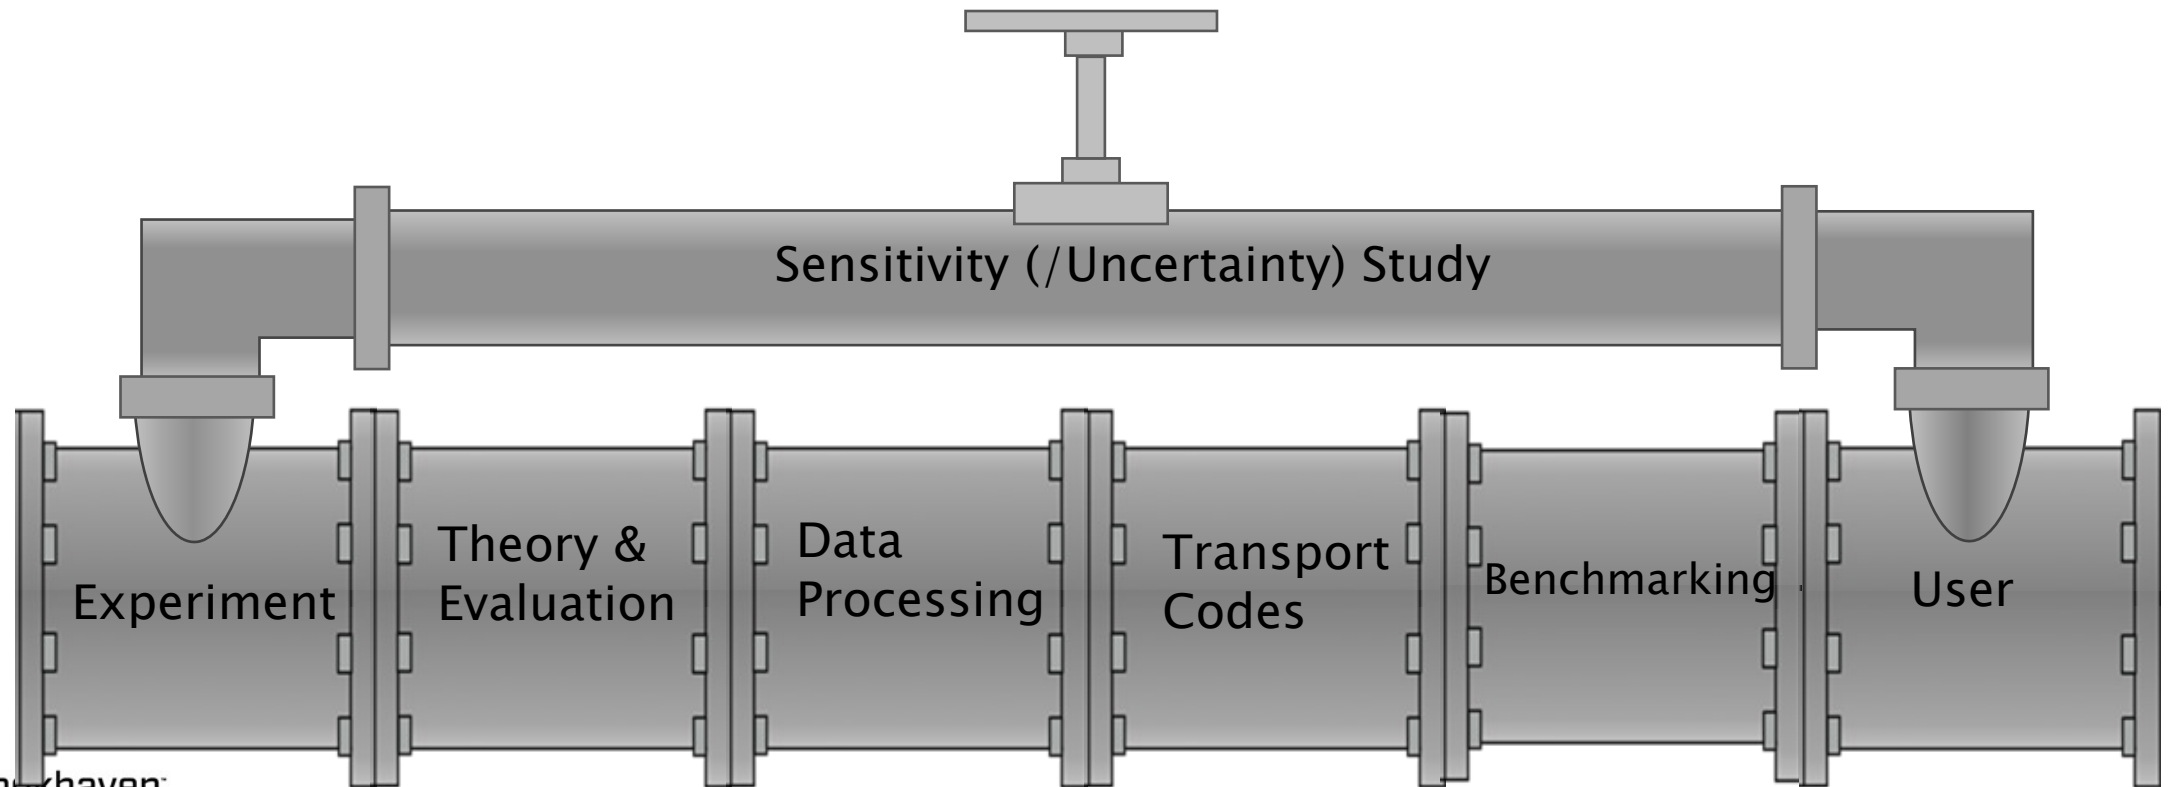 Sensitivity (/Uncertainty) Study
Experiment
Theory &
Evaluation
Data
Processing
Transport
Codes
Benchmarking
User